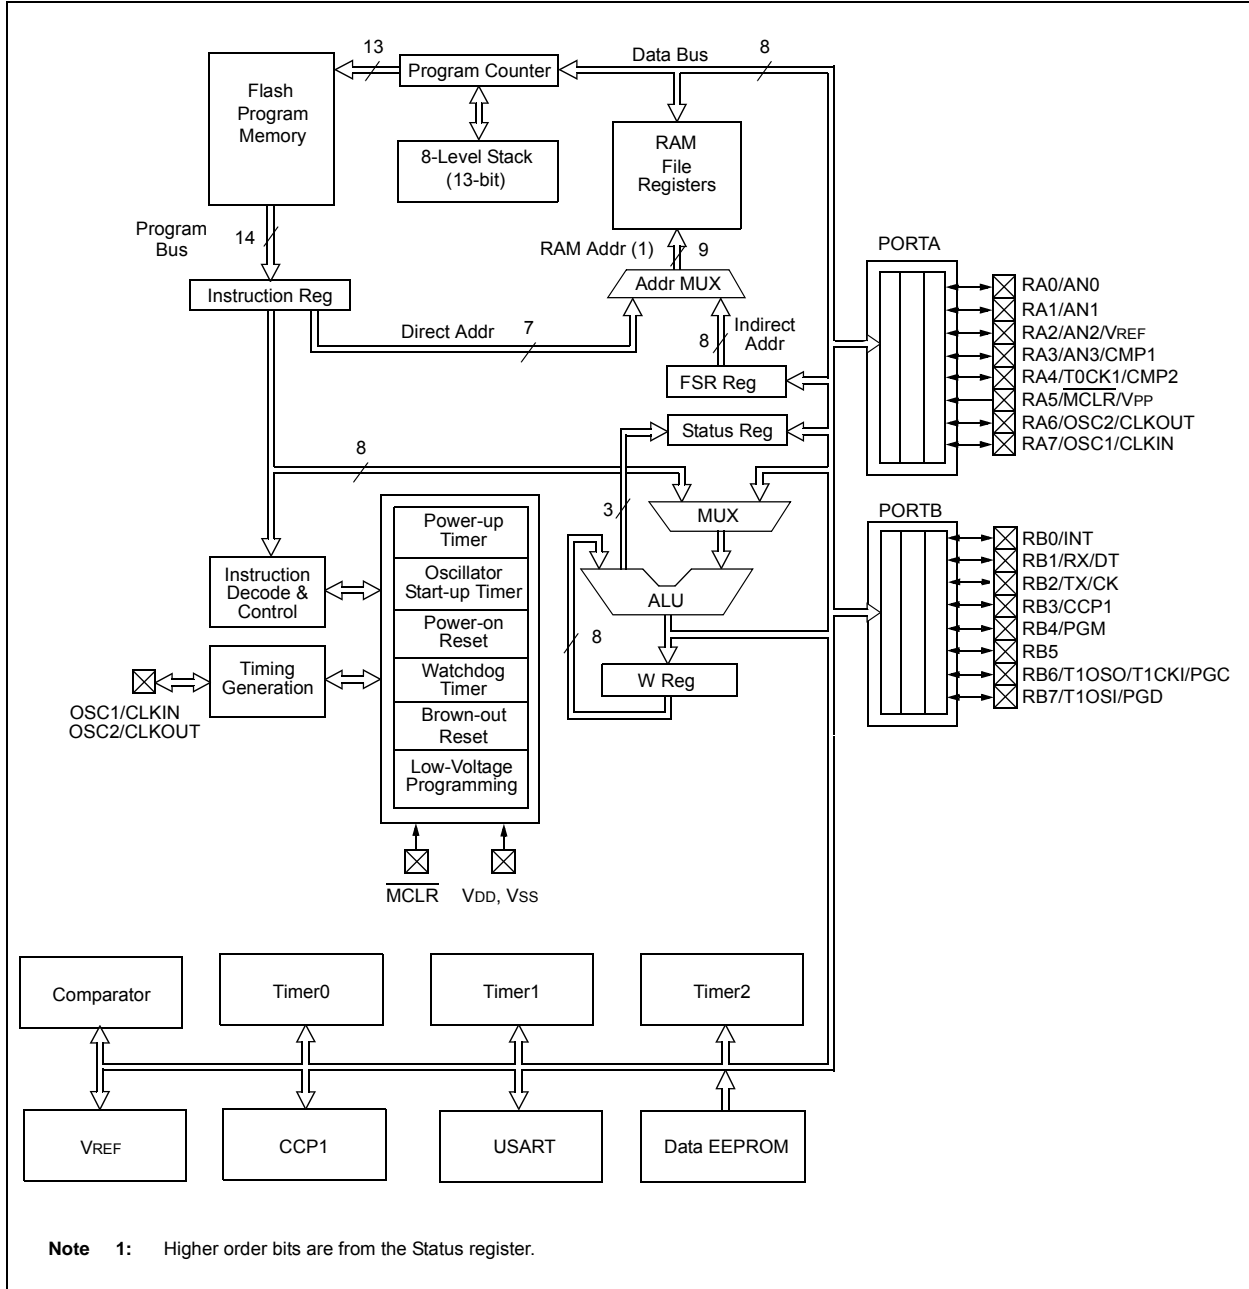 13
Data Bus
8
Program Counter
Flash
Program
Memory
8-Level Stack
(13-bit)
RAM
File
Registers
Program
Bus
14
RAM Addr (1)
9
PORTA
Addr MUX
Instruction Reg
Direct Addr
7
8
Indirect
Addr
FSR Reg
Status Reg
RA0/AN0
RA1/AN1
RA2/AN2/VREF
RA3/AN3/CMP1
RA4/T0CK1/CMP2
RA5/MCLR/VPP
RA6/OSC2/CLKOUT
RA7/OSC1/CLKIN
8
3
MUX
PORTB
Power-up
Timer
Oscillator
Start-up Timer
Power-on
Reset
Watchdog
Timer
Brown-out
Reset
Low-Voltage
Programming
Instruction
Decode &
Control
ALU
8
W Reg
Timing
Generation
OSC1/CLKIN
OSC2/CLKOUT
RB0/INT
RB1/RX/DT
RB2/TX/CK
RB3/CCP1
RB4/PGM
RB5
RB6/T1OSO/T1CKI/PGC
RB7/T1OSI/PGD
MCLR
VDD, VSS
Comparator
Timer0
Timer1
Timer2
VREF
CCP1
USART
Data EEPROM
Note 1: Higher order bits are from the Status register.